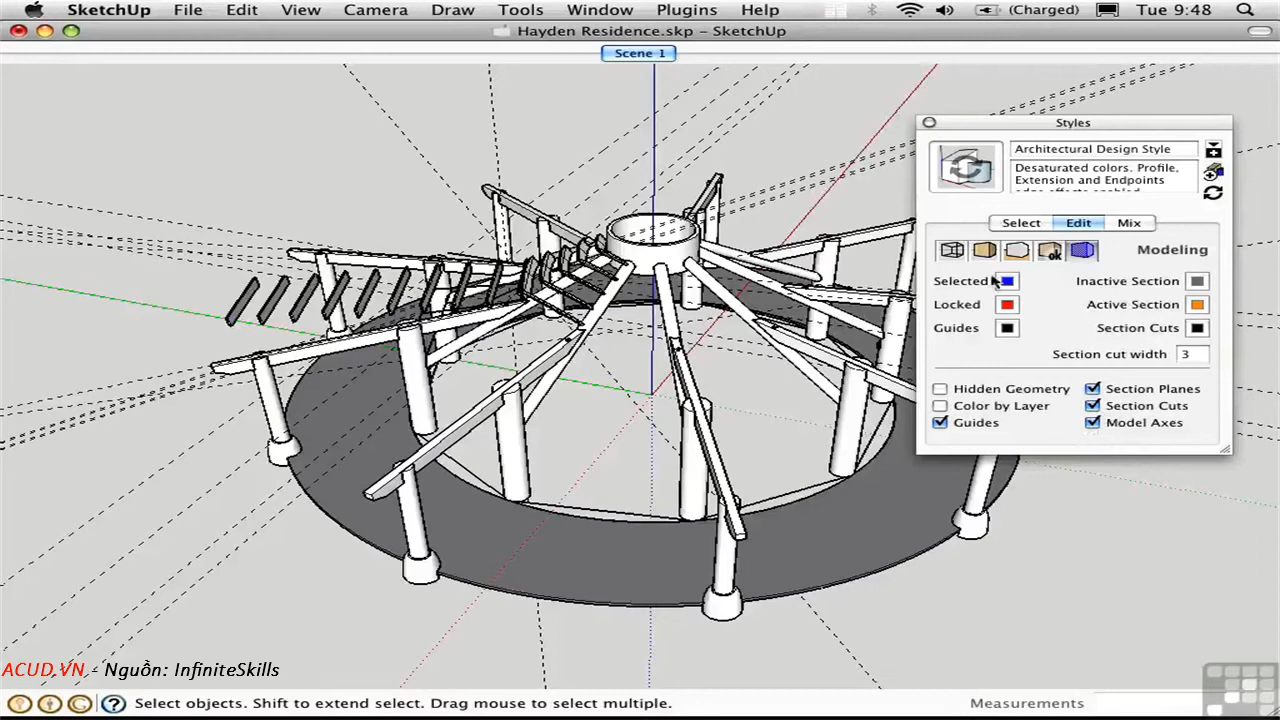 SketchUp File Edit View Camera Draw Tools Window Plugins Help (Charged) Tue 9:48
Hayden Residence.skp – SketchUp
Scene 1
Styles
Architectural Design Style
Desaturated colors. Profile,
Extension and Endpoints
Select Edit Mix
Modeling
Selected Inactive Section
Locked Active Section
Guides Section Cuts
Section cut width 3
Hidden Geometry Section Planes
Color by Layer Section Cuts
Guides Model Axes
ACUD.VN - Nguồn: InfiniteSkills
Select objects. Shift to extend select. Drag mouse to select multiple. Measurements